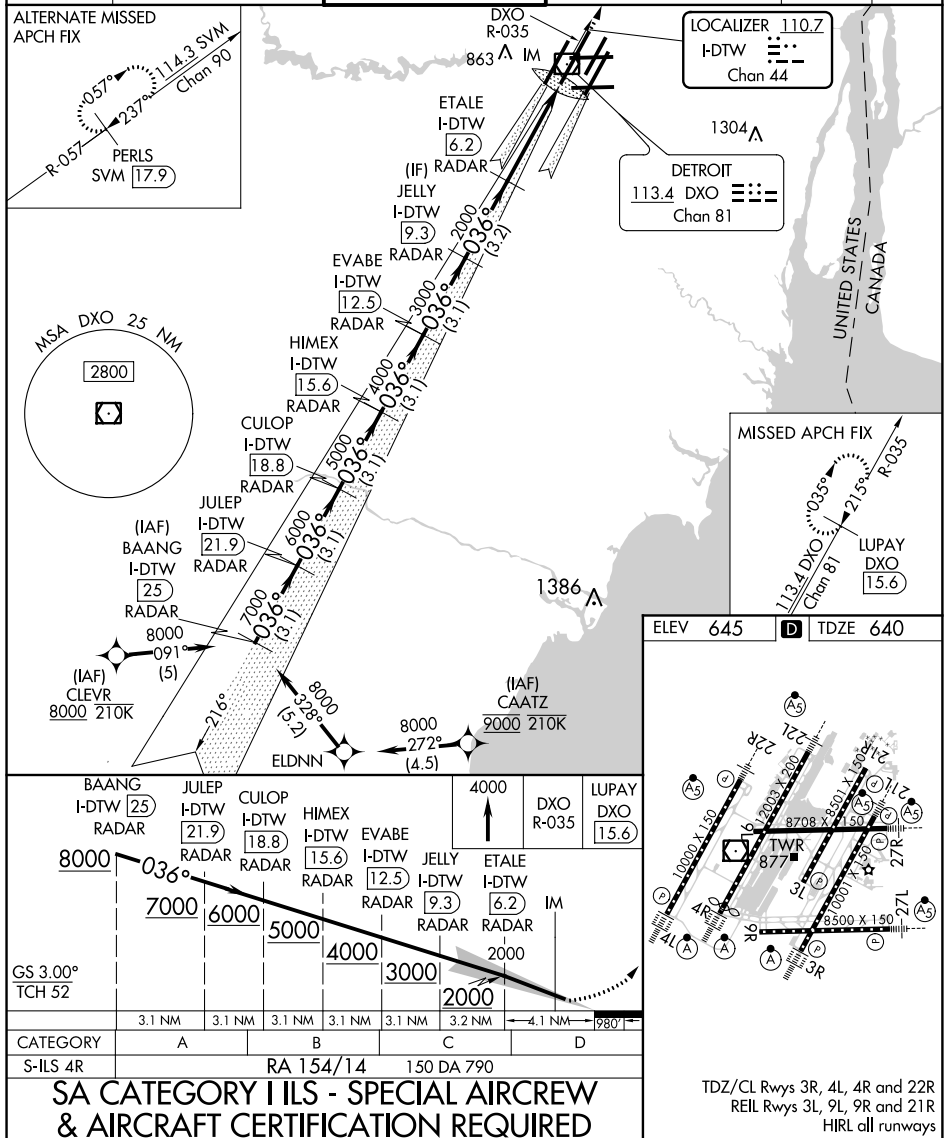 ALTERNATE MISSED
APCH FIX
114.3 SVM
Chan 90
057°
237°
R-057
PERLS
SVM 17.9
DXO
R-035
863
IM
LOCALIZER 110.7
I-DTW
Chan 44
1304
DETROIT
113.4 DXO
Chan 81
ETALE
I-DTW
6.2
RADAR
(IF)
JELLY
I-DTW
9.3
RADAR
2000
036°
(3.2)
EVABE
I-DTW
12.5
RADAR
3000
036°
(3.1)
HIMEX
I-DTW
15.6
RADAR
4000
036°
(3.1)
CULOP
I-DTW
18.8
RADAR
5000
036°
(3.1)
JULEP
I-DTW
21.9
RADAR
6000
036°
(3.1)
(IAF)
BAANG
I-DTW
25
RADAR
7000
036°
(3.1)
UNITED STATES
CANADA
MSA DXO 25 NM
2800
MISSED APCH FIX
R-035
035°
215°
113.4 DXO
Chan 81
LUPAY
DXO
15.6
1386
8000
091°
(5)
(IAF)
CLEVR
8000 210K
216°
8000
328°
(5.2)
ELDNN
(IAF)
CAATZ
9000 210K
8000
272°
(4.5)
ELEV 645
D
TDZE 640
A5
22R
22L
21R
21L
A5
P
P
P
A5
10000 X 150
12003 X 200
8501 X 150
9L
8708 X 150
TWR
877
P
27R
3L
P
10001 X 150
27L
A5
P
4R
4L
9R
8500 X 150
P
A
A
A
P
3R
TDZ/CL Rwys 3R, 4L, 4R and 22R
REIL Rwys 3L, 9L, 9R and 21R
HIRL all runways
BAANG
I-DTW 25
RADAR
JULEP
I-DTW
21.9
RADAR
CULOP
I-DTW
18.8
RADAR
HIMEX
I-DTW
15.6
RADAR
EVABE
I-DTW
12.5
RADAR
JELLY
I-DTW
9.3
RADAR
ETALE
I-DTW
6.2
RADAR
IM
4000
DXO
R-035
LUPAY
DXO
15.6
8000
036°
7000
6000
5000
4000
3000
2000
2000
GS 3.00°
TCH 52
3.1 NM 3.1 NM 3.1 NM 3.1 NM 3.1 NM 3.2 NM 4.1 NM 980'
CATEGORY A B C D
S-ILS 4R RA 154/14 150 DA 790
SA CATEGORY I ILS - SPECIAL AIRCREW
& AIRCRAFT CERTIFICATION REQUIRED